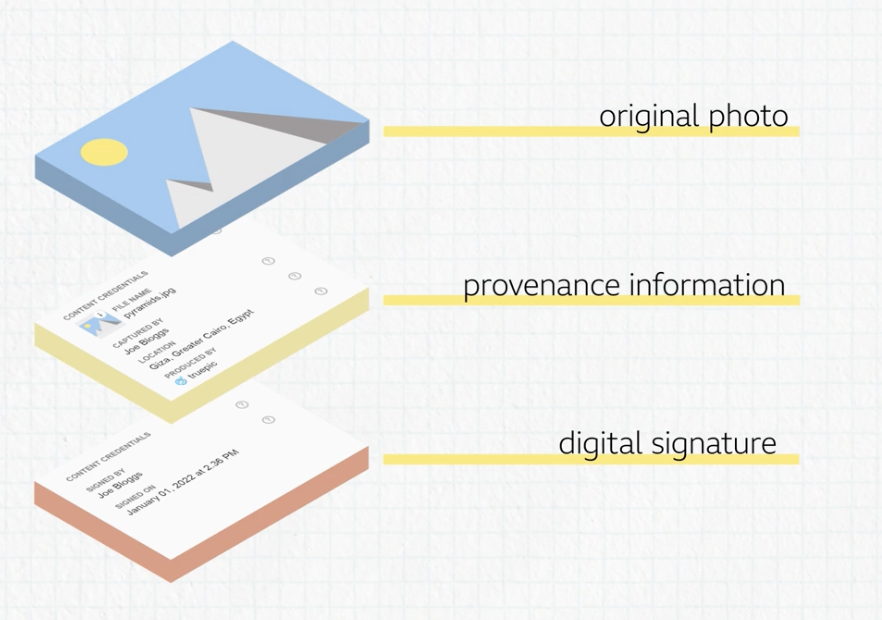 original photo
CONTENT CREDENTIALS
FILE NAME
pyramids.jpg
CAPTURED BY
Joe Bloggs
LOCATION
Giza, Greater Cairo, Egypt
PRODUCED BY
truepic
provenance information
CONTENT CREDENTIALS
SIGNED BY
Joe Bloggs
SIGNED ON
January 01, 2022 at 2:36 PM
digital signature